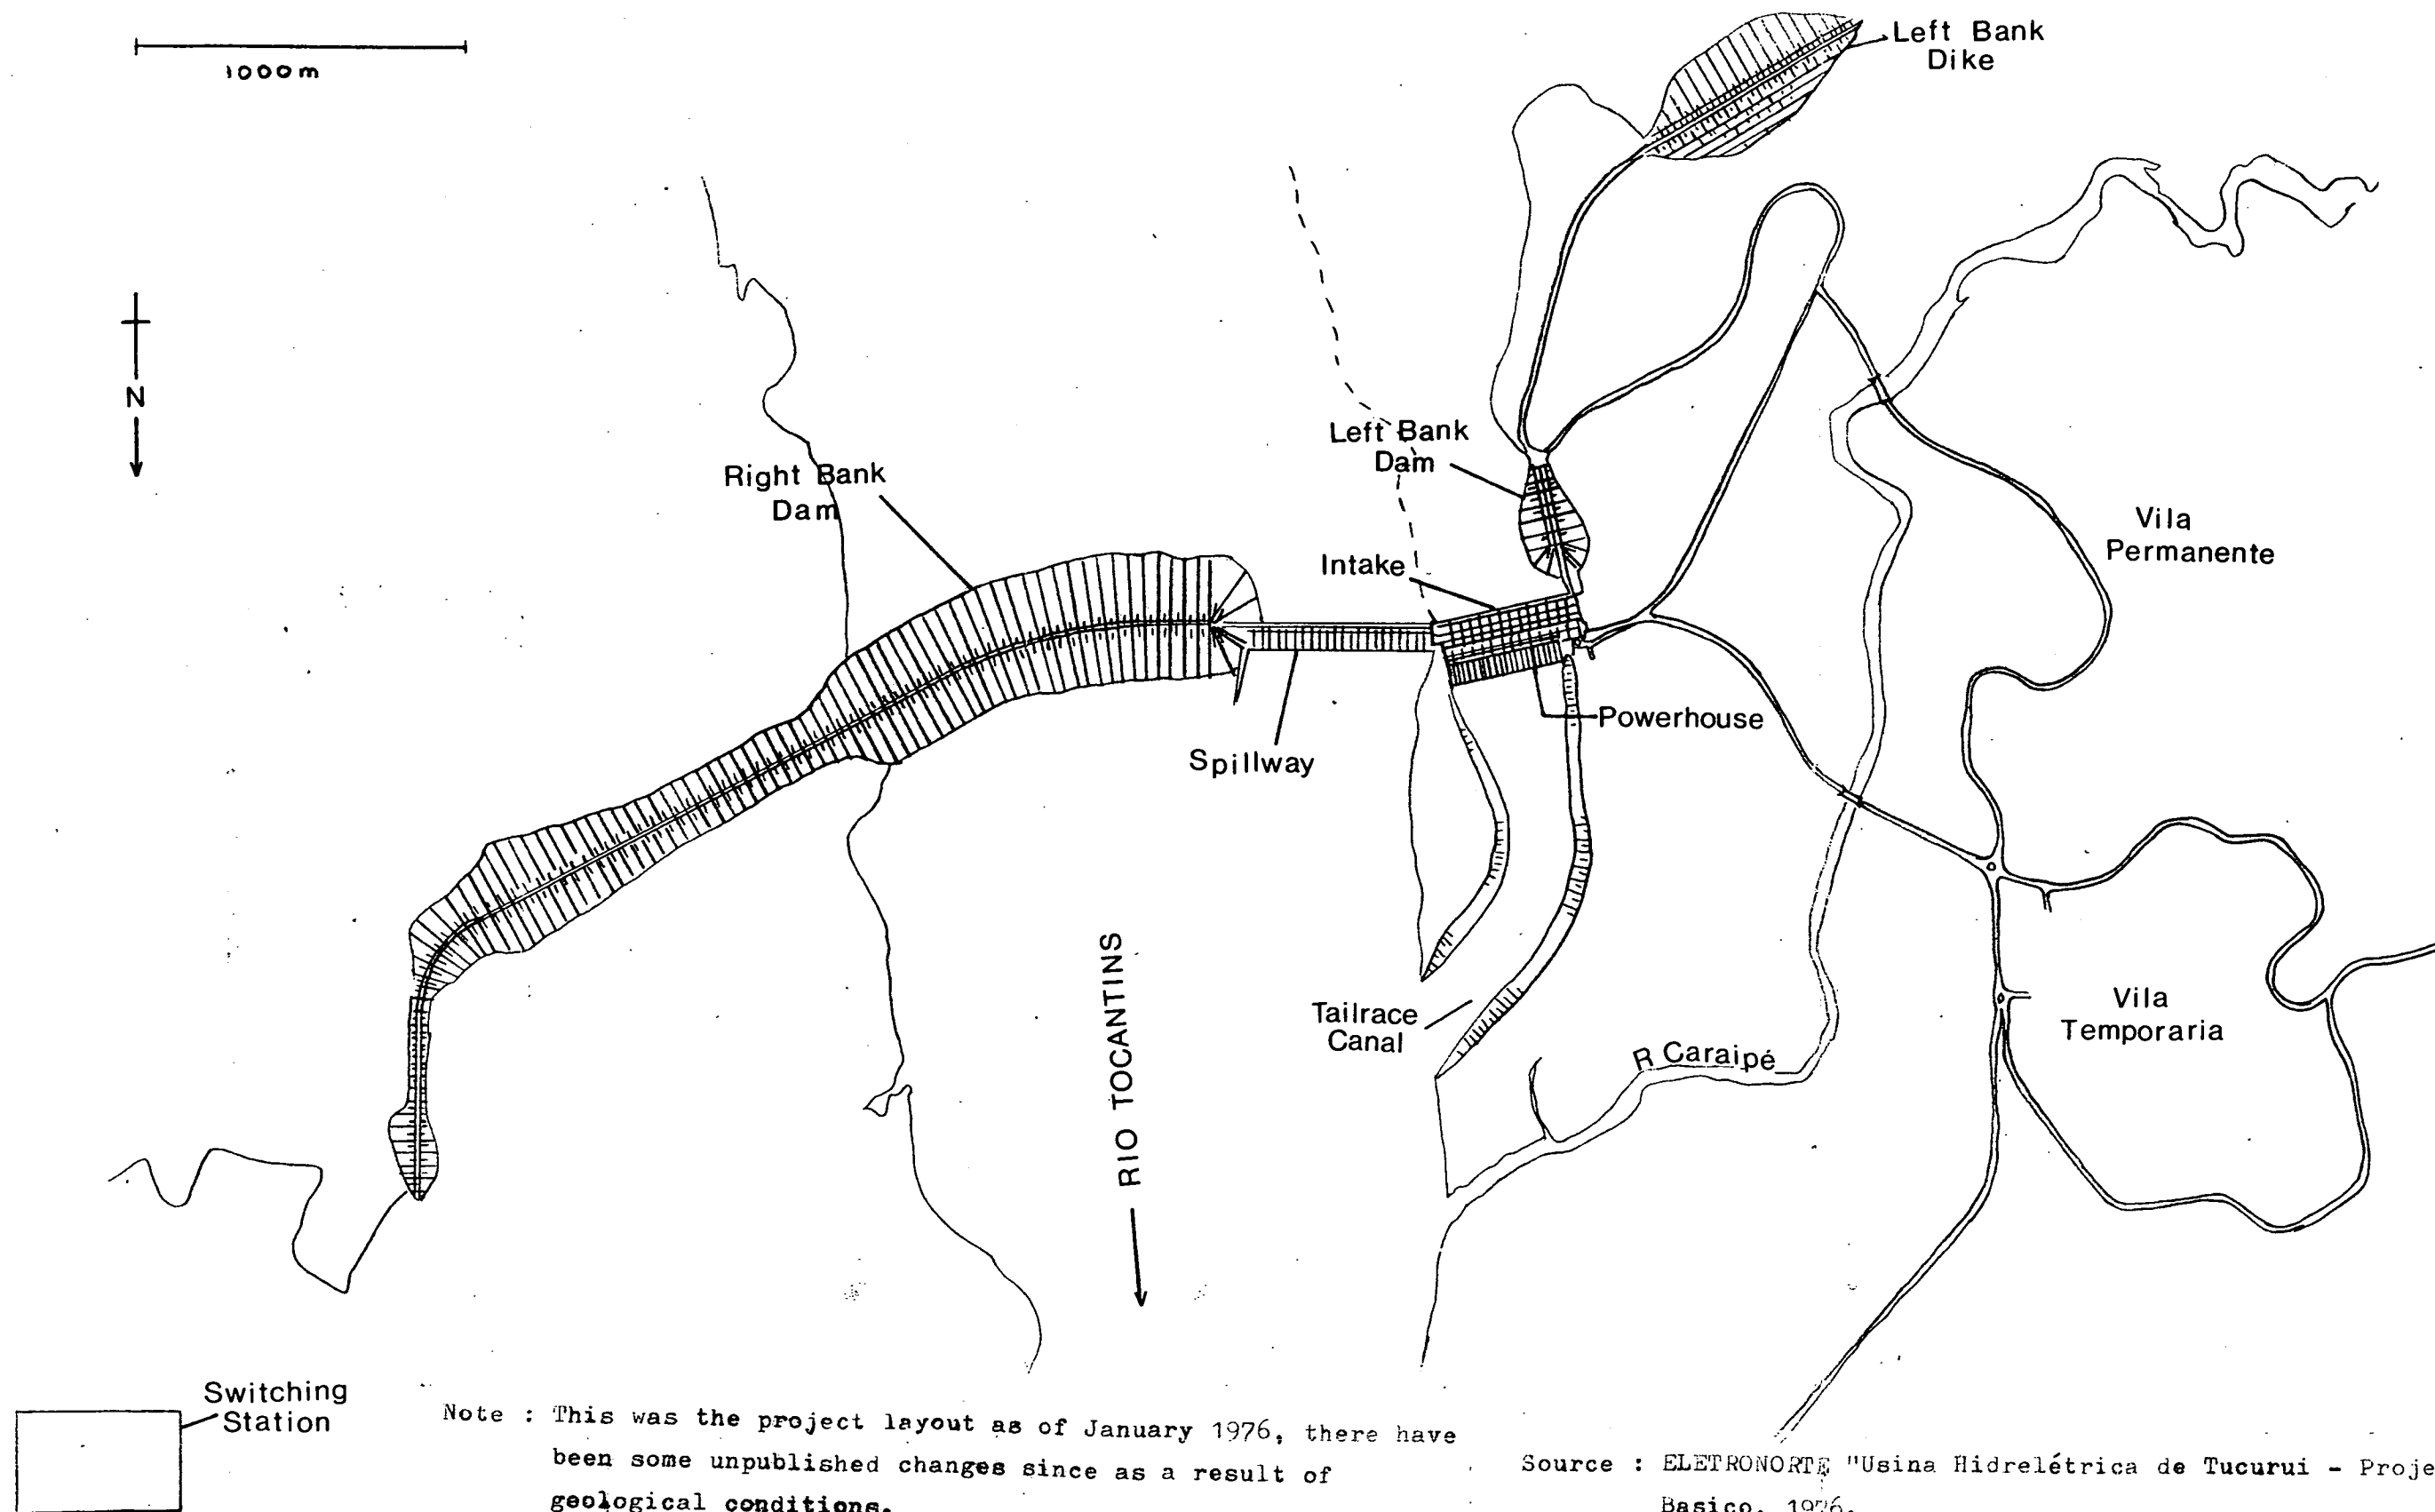 1000m
Left Bank
Dike
N
Left Bank
Dam
Right Bank
Dam
Vila
Permanente
Intake
Powerhouse
Spillway
RIO TOCANTINS
Tailrace
Canal
R Caraipé
Vila
Temporaria
Switching
Station
Note : This was the project layout as of January 1976, there have
been some unpublished changes since as a result of
geological conditions.
Source : ELETRONORTE "Usina Hidrelétrica de Tucurui - Proje
Basico, 1976.